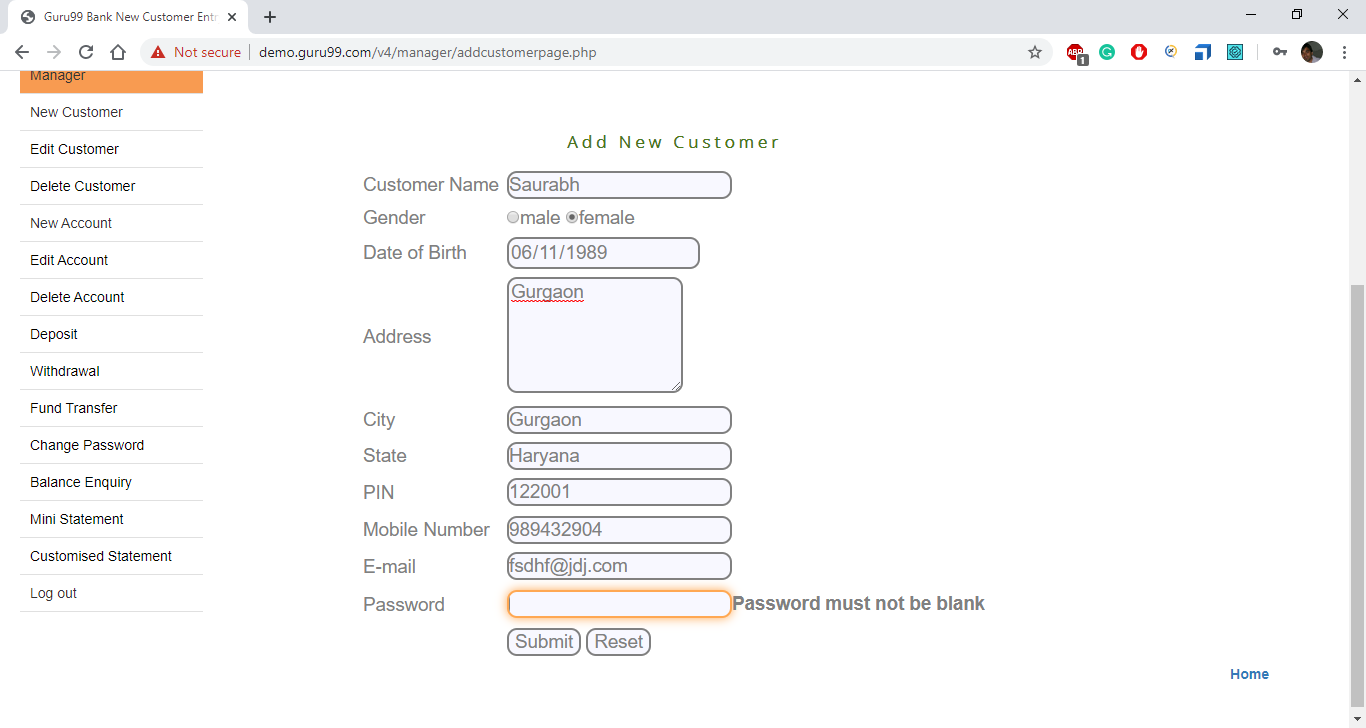 Guru99 Bank New Customer Entr
Not secure demo.guru99.com/v4/manager/addcustomerpage.php
ABP
1
Manager
New Customer
Edit Customer
Delete Customer
New Account
Edit Account
Delete Account
Deposit
Withdrawal
Fund Transfer
Change Password
Balance Enquiry
Mini Statement
Customised Statement
Log out
Add New Customer
Customer Name Saurabh
Gender male female
Date of Birth 06/11/1989
Address Gurgaon
City Gurgaon
State Haryana
PIN 122001
Mobile Number 989432904
E-mail fsdhf@jdj.com
Password Password must not be blank
Submit Reset
Home